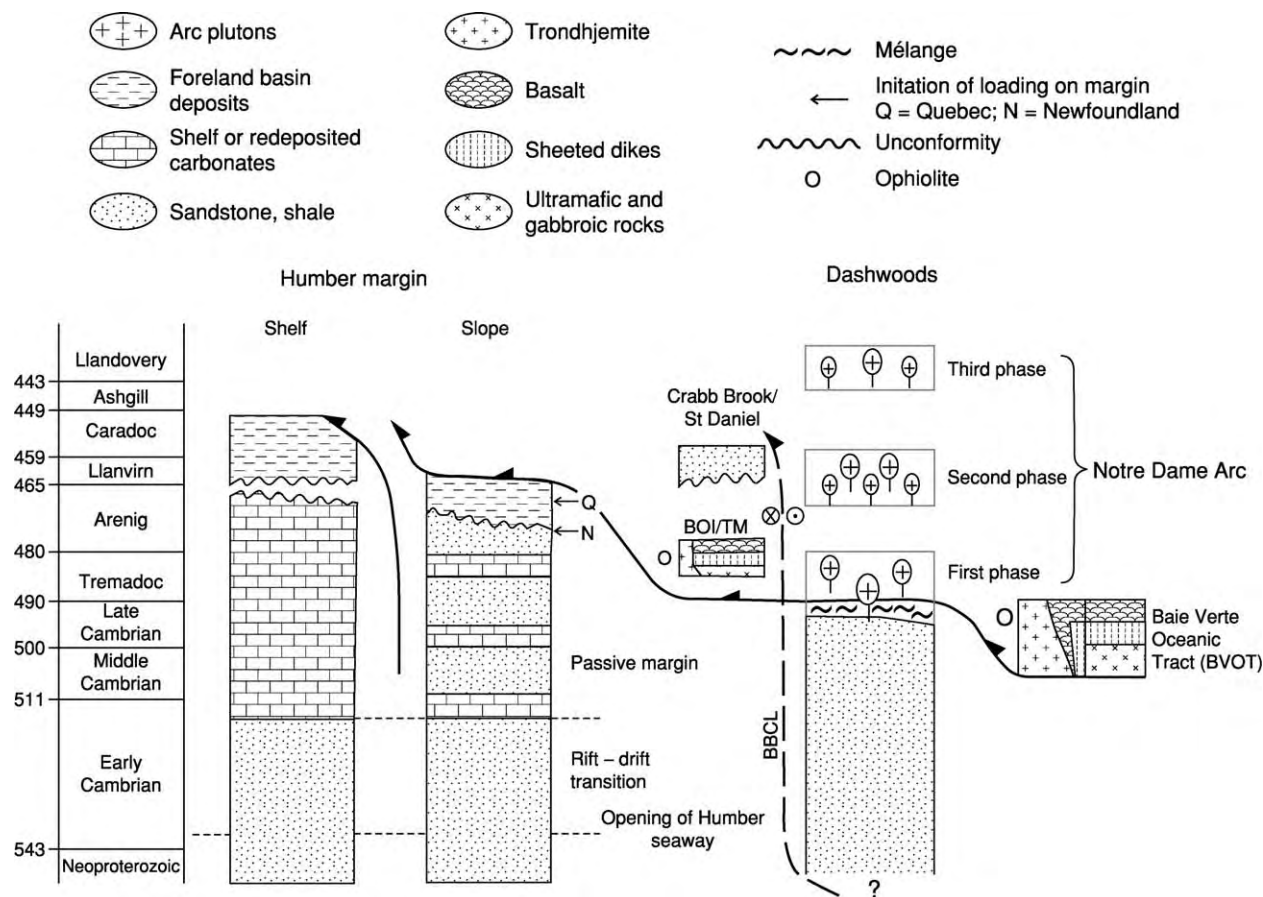 Arc plutons
Foreland basin
deposits
Shelf or redeposited
carbonates
Sandstone, shale
Trondhjemite
Basalt
Sheeted dikes
Ultramafic and
gabbroic rocks
Mélange
Initation of loading on margin
Q = Quebec; N = Newfoundland
Unconformity
O Ophiolite
Humber margin
Dashwoods
Shelf
Slope
Llandovery
443
Ashgill
449
Caradoc
459
Llanvirn
465
Arenig
480
Tremadoc
490
Late
Cambrian
500
Middle
Cambrian
511
Early
Cambrian
543
Neoproterozoic
Q
N
Passive margin
Rift – drift
transition
Opening of Humber
seaway
Crabb Brook/
St Daniel
BOI/TM
O
BBCL
?
Third phase
Second phase
First phase
Notre Dame Arc
O
Baie Verte
Oceanic
Tract (BVOT)